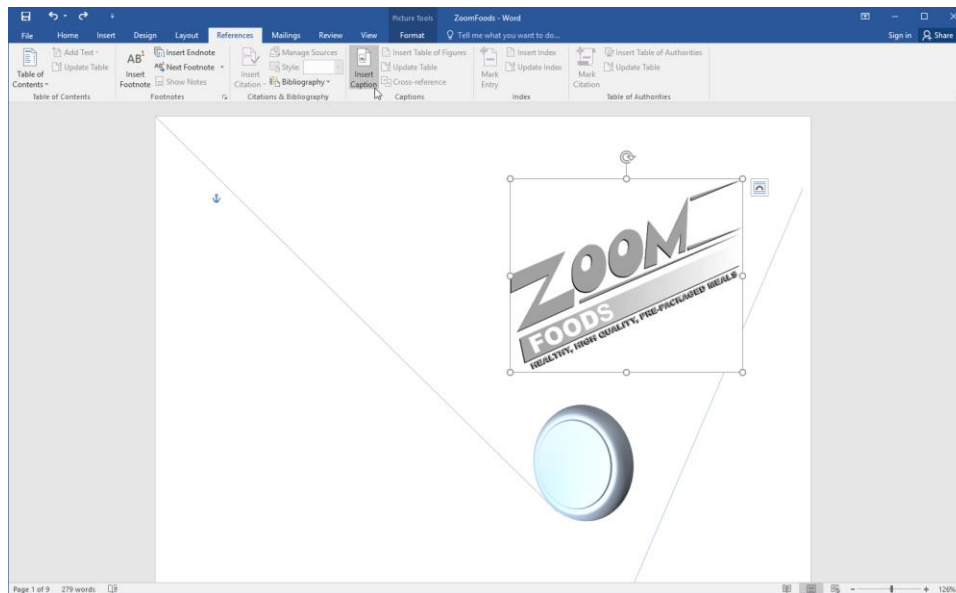 Picture Tools
ZoomFoods - Word
File Home Insert Design Layout References Mailings Review View Format Tell me what you want to do... Sign in Share
Table of Contents
Add Text
Update Table
Table of Contents
AB¹
Insert Footnote
Insert Endnote
Next Footnote
Show Notes
Footnotes
Insert Citation
Manage Sources
Style:
Bibliography
Citations & Bibliography
Insert Caption
Insert Table of Figures
Update Table
Cross-reference
Captions
Mark Entry
Insert Index
Update Index
Index
Mark Citation
Insert Table of Authorities
Update Table
Table of Authorities
ZOOM
FOODS
HEALTHY, HIGH QUALITY, PRE-PACKAGED MEALS
Page 1 of 9 279 words 126%